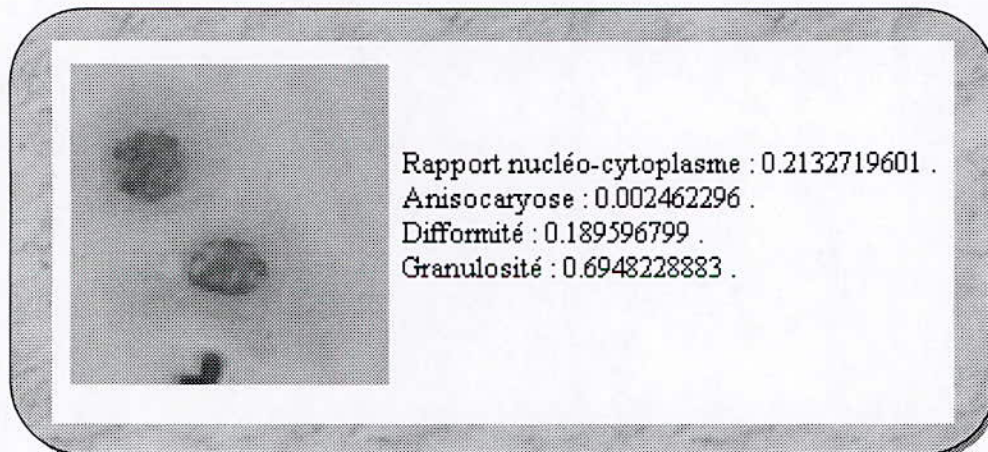 Rapport nucléo-cytoplasme : 0.2132719601 .
Anisocaryose : 0.002462296 .
Difformité : 0.189596799 .
Granulosité : 0.6948228883 .